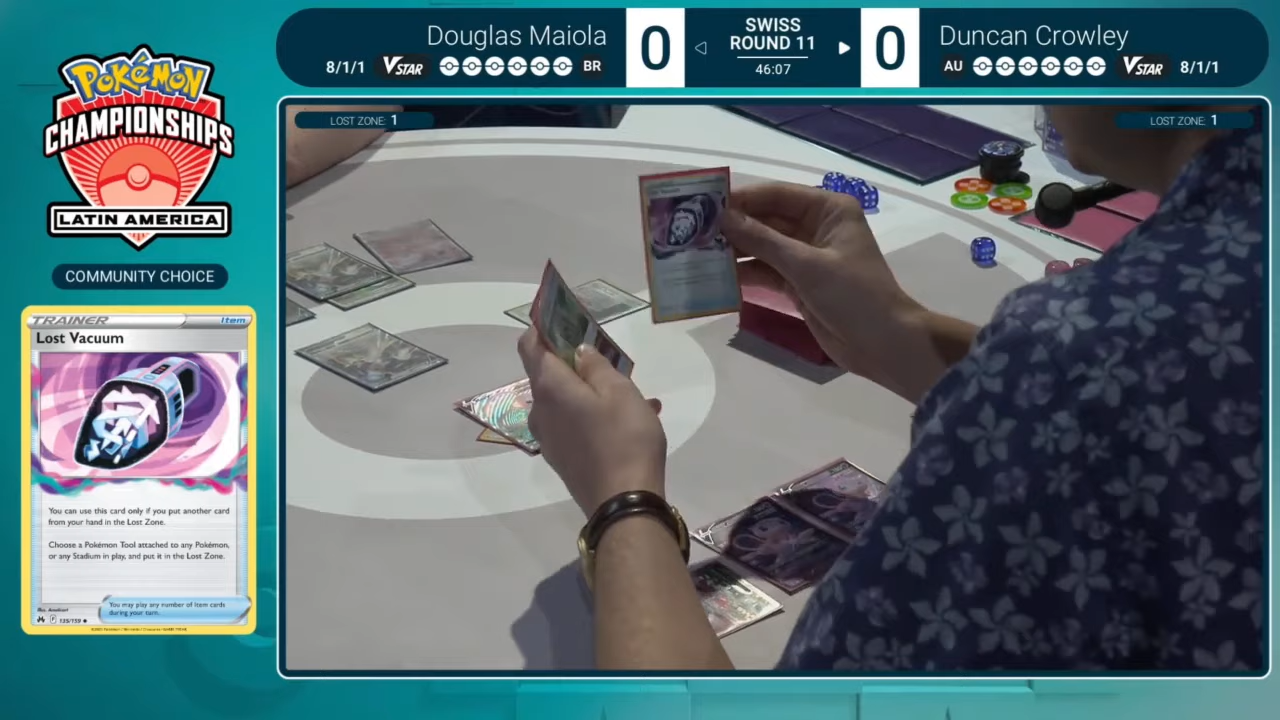 Pokémon
CHAMPIONSHIPS
LATIN AMERICA
COMMUNITY CHOICE
TRAINER
Item
Lost Vacuum
You can use this card only if you put another card
from your hand in the Lost Zone.
Choose a Pokémon Tool attached to any Pokémon,
or any Stadium in play, and put it in the Lost Zone.
You may play any number of Item cards
during your turn.
135/159
Douglas Maiola
8/1/1
VSTAR
BR
0
SWISS
ROUND 11
46:07
0
Duncan Crowley
AU
VSTAR
8/1/1
LOST ZONE: 1
LOST ZONE: 1